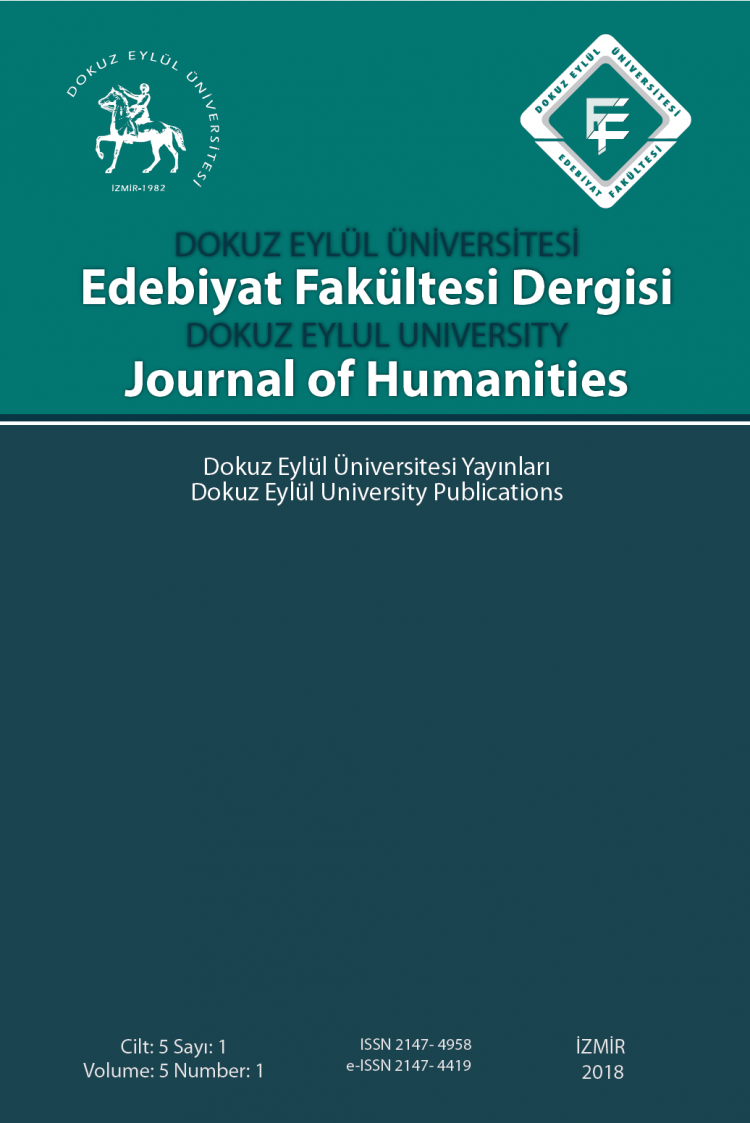 DOKUZ EYLÜL ÜNİVERSİTESİ
İZMİR-1982
DOKUZ EYLÜL ÜNİVERSİTESİ
EF
EDEBİYAT FAKÜLTESİ
DOKUZ EYLÜL ÜNİVERSİTESİ
Edebiyat Fakültesi Dergisi
DOKUZ EYLUL UNIVERSITY
Journal of Humanities
Dokuz Eylül Üniversitesi Yayınları
Dokuz Eylül University Publications
Cilt: 5 Sayı: 1
Volume: 5 Number: 1
ISSN 2147- 4958
e-ISSN 2147- 4419
İZMİR
2018